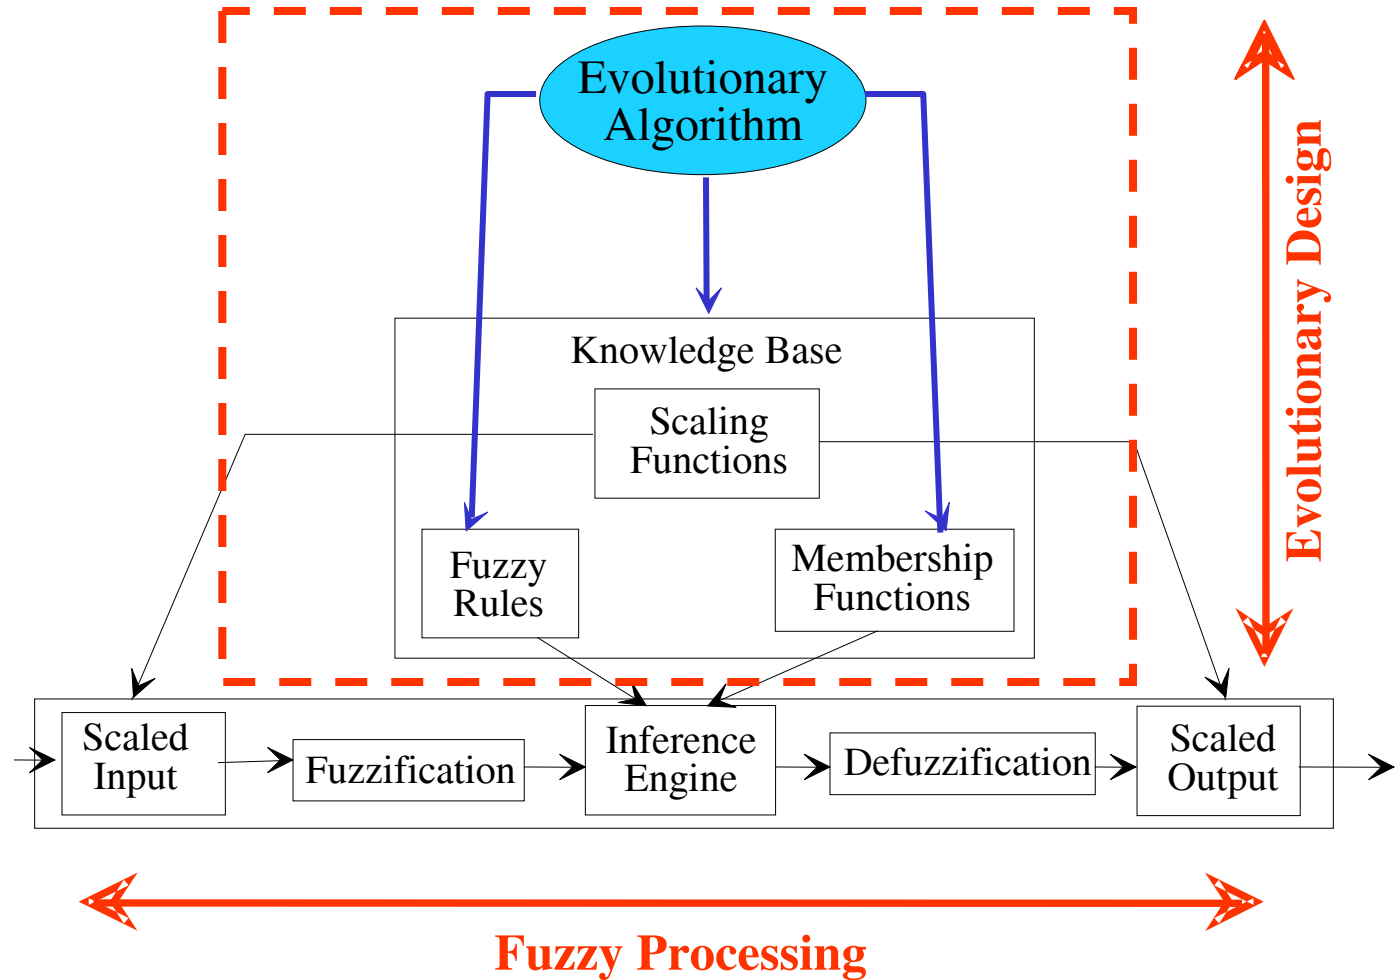 Evolutionary
Algorithm
Knowledge Base
Scaling
Functions
Fuzzy
Rules
Membership
Functions
Scaled
Input
Fuzzification
Inference
Engine
Defuzzification
Scaled
Output
Evolutionary Design
Fuzzy Processing